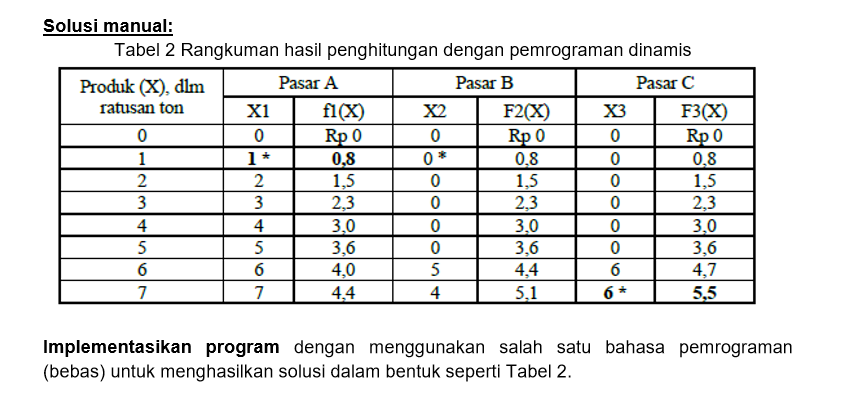 Solusi manual:
Tabel 2 Rangkuman hasil penghitungan dengan pemrograman dinamis
Produk (X), dlm ratusan ton | Pasar A | Pasar B | Pasar C
X1 | f1(X) | X2 | F2(X) | X3 | F3(X)
0 | 0 | Rp 0 | 0 | Rp 0 | 0 | Rp 0
1 | 1 * | 0,8 | 0 * | 0,8 | 0 | 0,8
2 | 2 | 1,5 | 0 | 1,5 | 0 | 1,5
3 | 3 | 2,3 | 0 | 2,3 | 0 | 2,3
4 | 4 | 3,0 | 0 | 3,0 | 0 | 3,0
5 | 5 | 3,6 | 0 | 3,6 | 0 | 3,6
6 | 6 | 4,0 | 5 | 4,4 | 6 | 4,7
7 | 7 | 4,4 | 4 | 5,1 | 6 * | 5,5
Implementasikan program dengan menggunakan salah satu bahasa pemrograman
(bebas) untuk menghasilkan solusi dalam bentuk seperti Tabel 2.